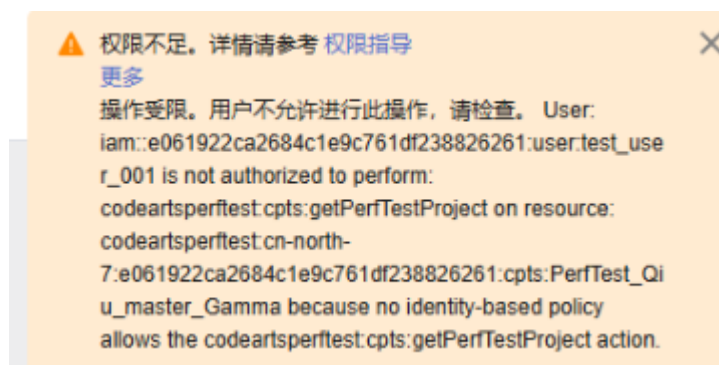 权限不足。详情请参考 权限指导
更多
操作受限。用户不允许进行此操作，请检查。 User:
iam::e061922ca2684c1e9c761df238826261:user:test_use
r_001 is not authorized to perform:
codeartsperftest:cpts:getPerfTestProject on resource:
codeartsperftest:cn-north-
7:e061922ca2684c1e9c761df238826261:cpts:PerfTest_Qi
u_master_Gamma because no identity-based policy
allows the codeartsperftest:cpts:getPerfTestProject action.